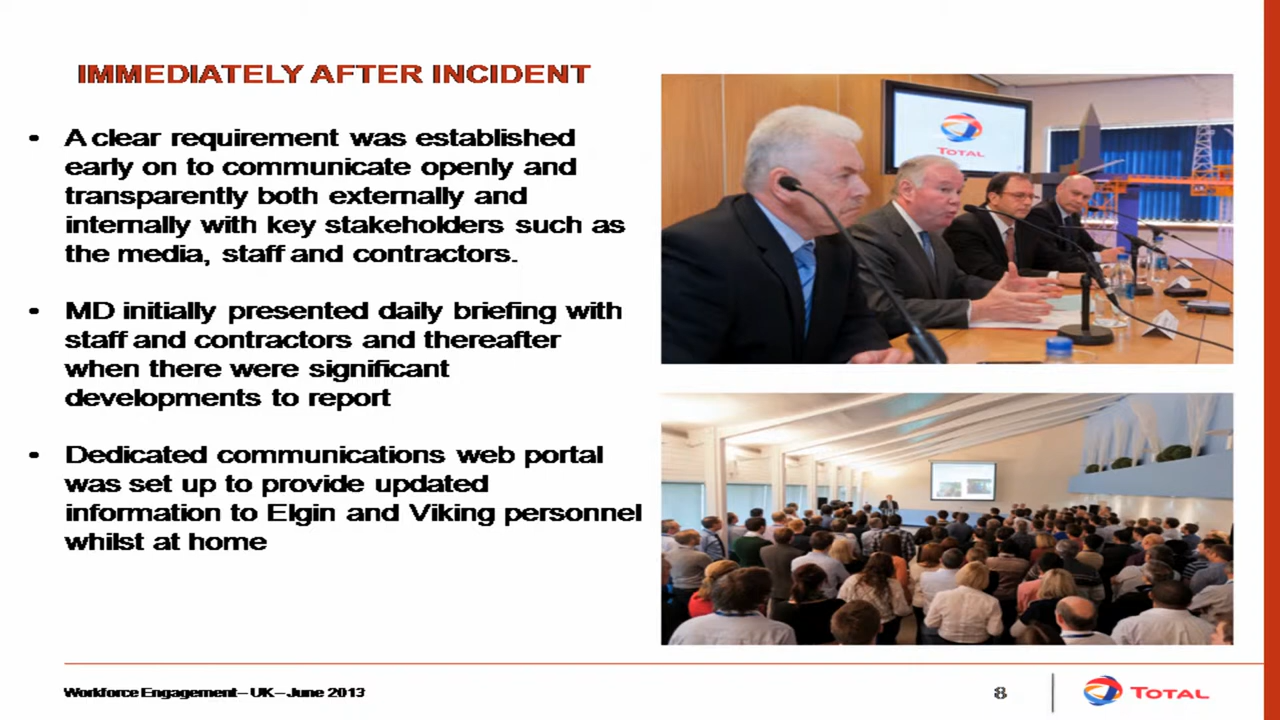 IMMEDIATELY AFTER INCIDENT
• A clear requirement was established
early on to communicate openly and
transparently both externally and
internally with key stakeholders such as
the media, staff and contractors.
• MD initially presented daily briefing with
staff and contractors and thereafter
when there were significant
developments to report
• Dedicated communications web portal
was set up to provide updated
information to Elgin and Viking personnel
whilst at home
TOTAL
Workforce Engagement – UK – June 2013
8
TOTAL